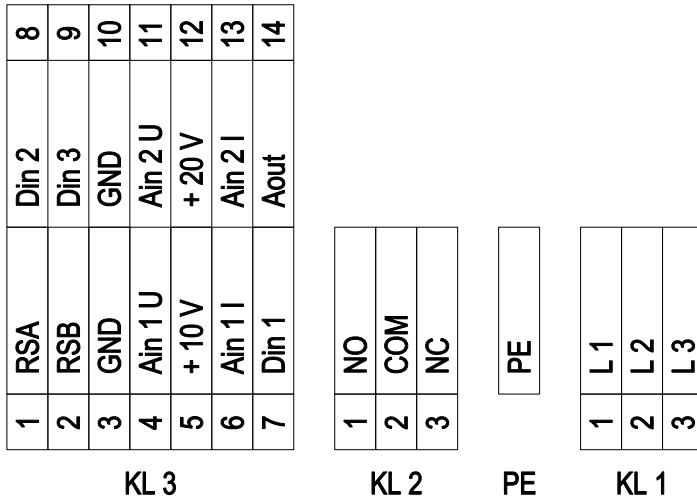 8 9 10 11 12 13 14
Din 2 Din 3 GND Ain 2 U + 20 V Ain 2 I Aout
RSA RSB GND Ain 1 U + 10 V Ain 1 I Din 1 NO COM NC PE L 1 L 2 L 3
1 2 3 4 5 6 7 1 2 3 1 2 3
KL 3 KL 2 PE KL 1